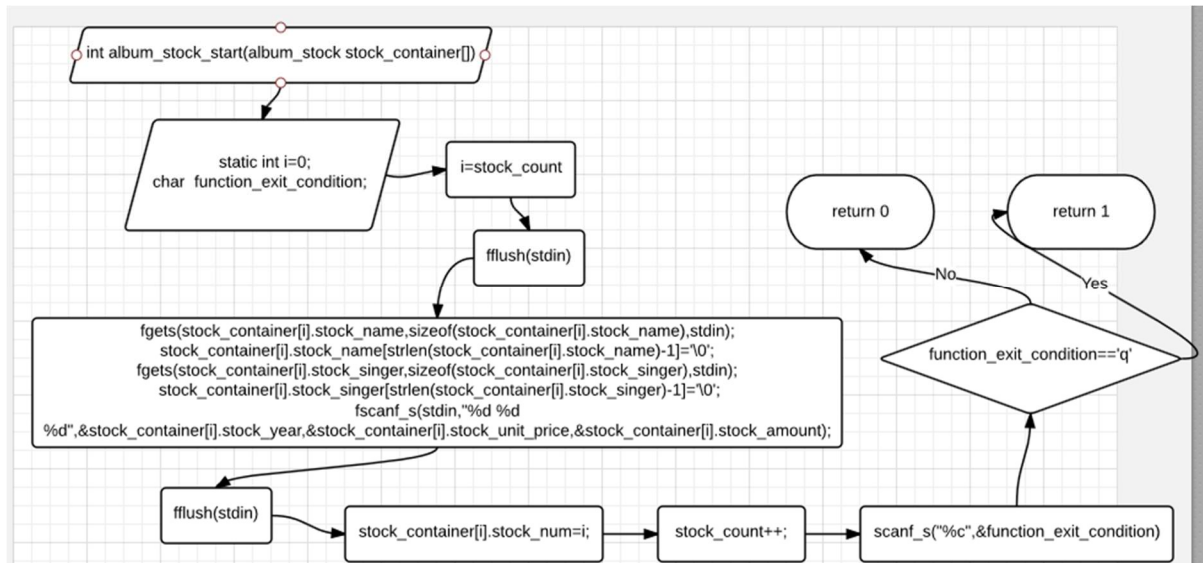 int album_stock_start(album_stock stock_container[])
static int i=0;
char function_exit_condition;
i=stock_count
fflush(stdin)
fgets(stock_container[i].stock_name,sizeof(stock_container[i].stock_name),stdin);
stock_container[i].stock_name[strlen(stock_container[i].stock_name)-1]='\0';
fgets(stock_container[i].stock_singer,sizeof(stock_container[i].stock_singer),stdin);
stock_container[i].stock_singer[strlen(stock_container[i].stock_singer)-1]='\0';
fscanf_s(stdin,"%d %d
%d",&stock_container[i].stock_year,&stock_container[i].stock_unit_price,&stock_container[i].stock_amount);
fflush(stdin)
stock_container[i].stock_num=i;
stock_count++;
scanf_s("%c",&function_exit_condition)
function_exit_condition=='q'
No
Yes
return 0
return 1